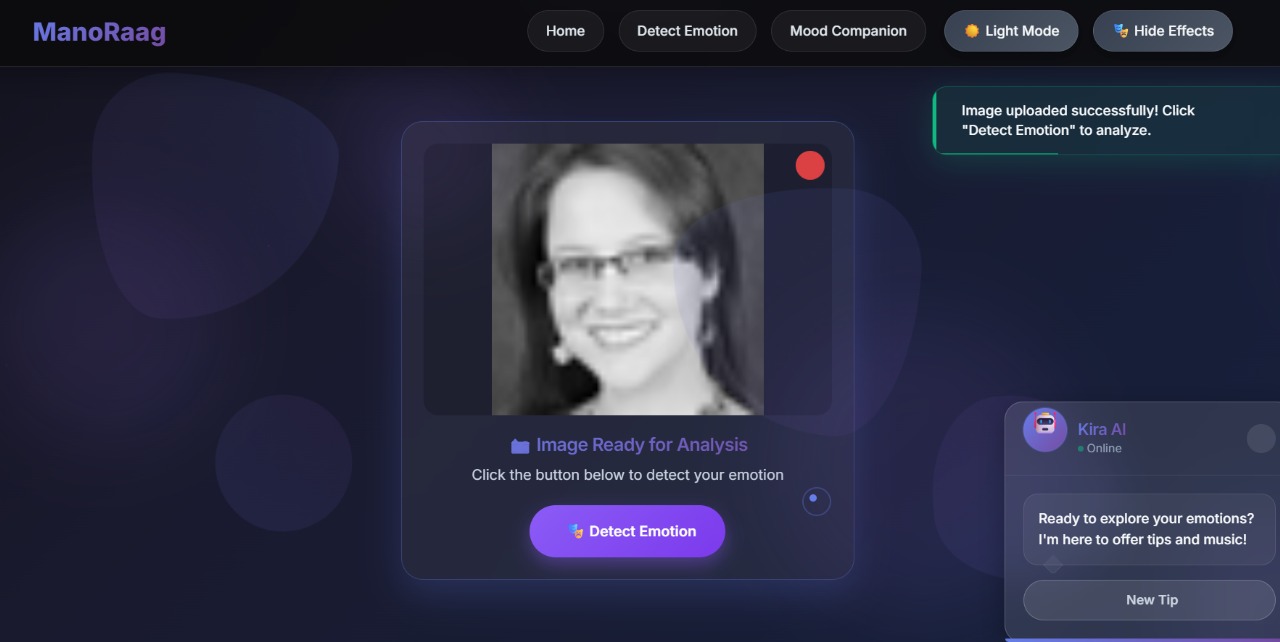 ManoRaag
Home
Detect Emotion
Mood Companion
Light Mode
Hide Effects
Image uploaded successfully! Click
"Detect Emotion" to analyze.
Image Ready for Analysis
Click the button below to detect your emotion
Detect Emotion
Kira AI
Online
Ready to explore your emotions?
I'm here to offer tips and music!
New Tip